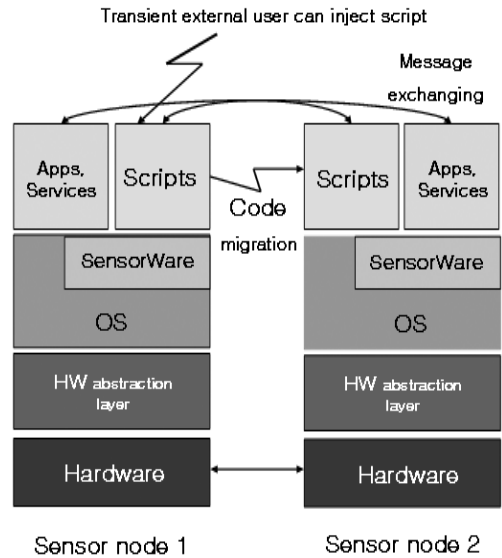 Transient external user can inject script
Message
exchanging
Apps,
Services
Scripts
Code
migration
Scripts
Apps,
Services
SensorWare
OS
SensorWare
OS
HW abstraction
layer
HW abstraction
layer
Hardware
Hardware
Sensor node 1
Sensor node 2